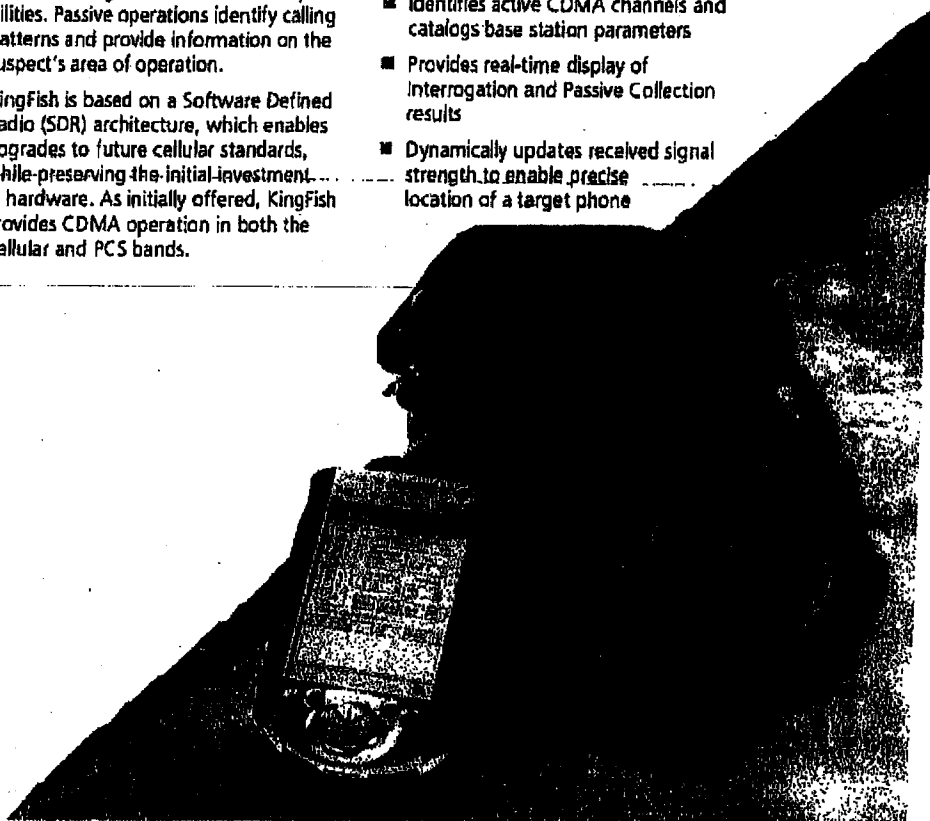 ilities. Passive operations identify calling
atterns and provide information on the
uspect's area of operation.
ingFish is based on a Software Defined
adio (SDR) architecture, which enables
pgrades to future cellular standards,
hile preserving the initial investment
hardware. As initially offered, KingFish
rovides CDMA operation in both the
ellular and PCS bands.
■ Identifies active CDMA channels and
catalogs base station parameters
■ Provides real-time display of
Interrogation and Passive Collection
results
■ Dynamically updates received signal
strength to enable precise
location of a target phone